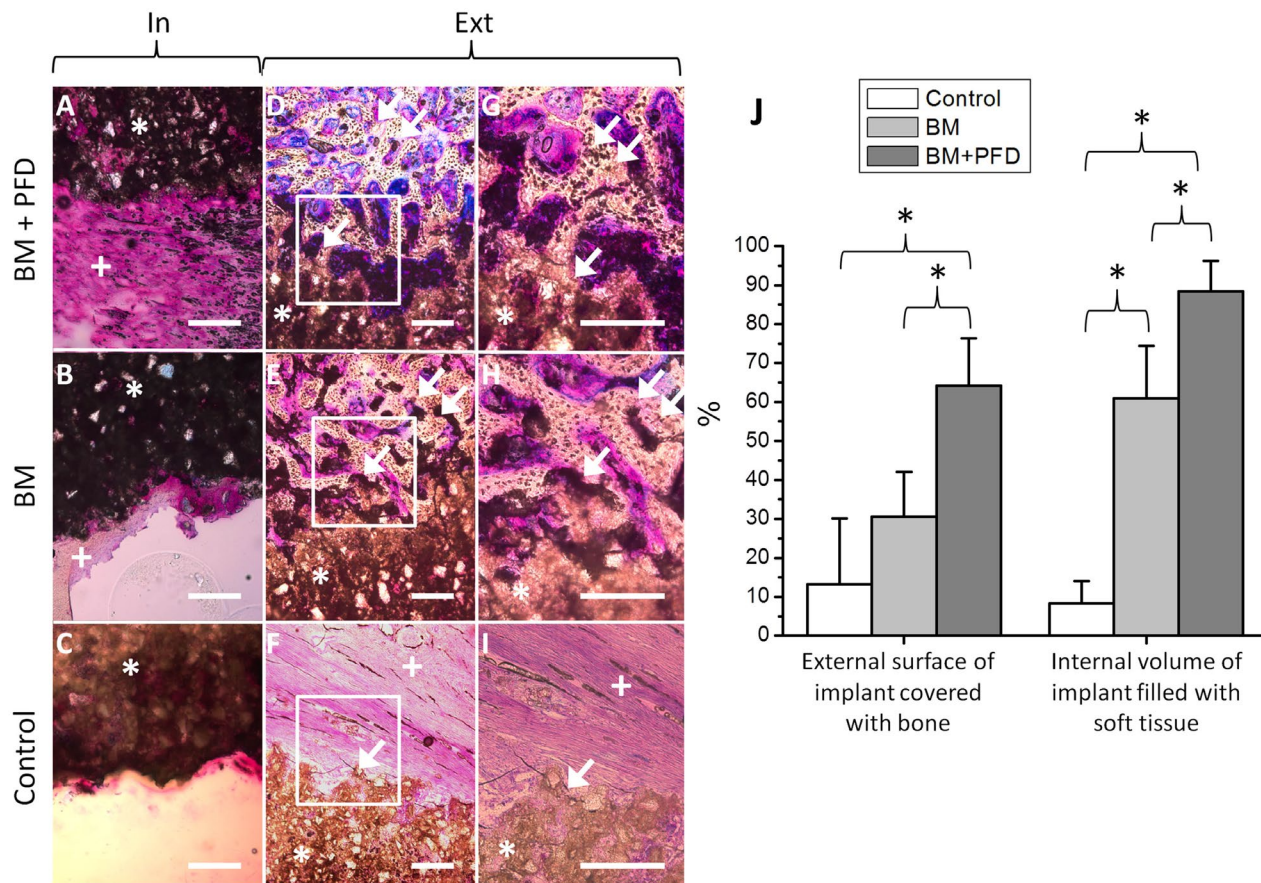 In
Ext
BM + PFD
BM
Control
A
D
G
B
E
H
C
F
I
*
+
*
*
*
+
*
*
*
+
*
+
*
J
Control
BM
BM+PFD
*
*
*
*
*
%
100
90
80
70
60
50
40
30
20
10
0
External surface of
implant covered
with bone
Internal volume of
implant filled with
soft tissue